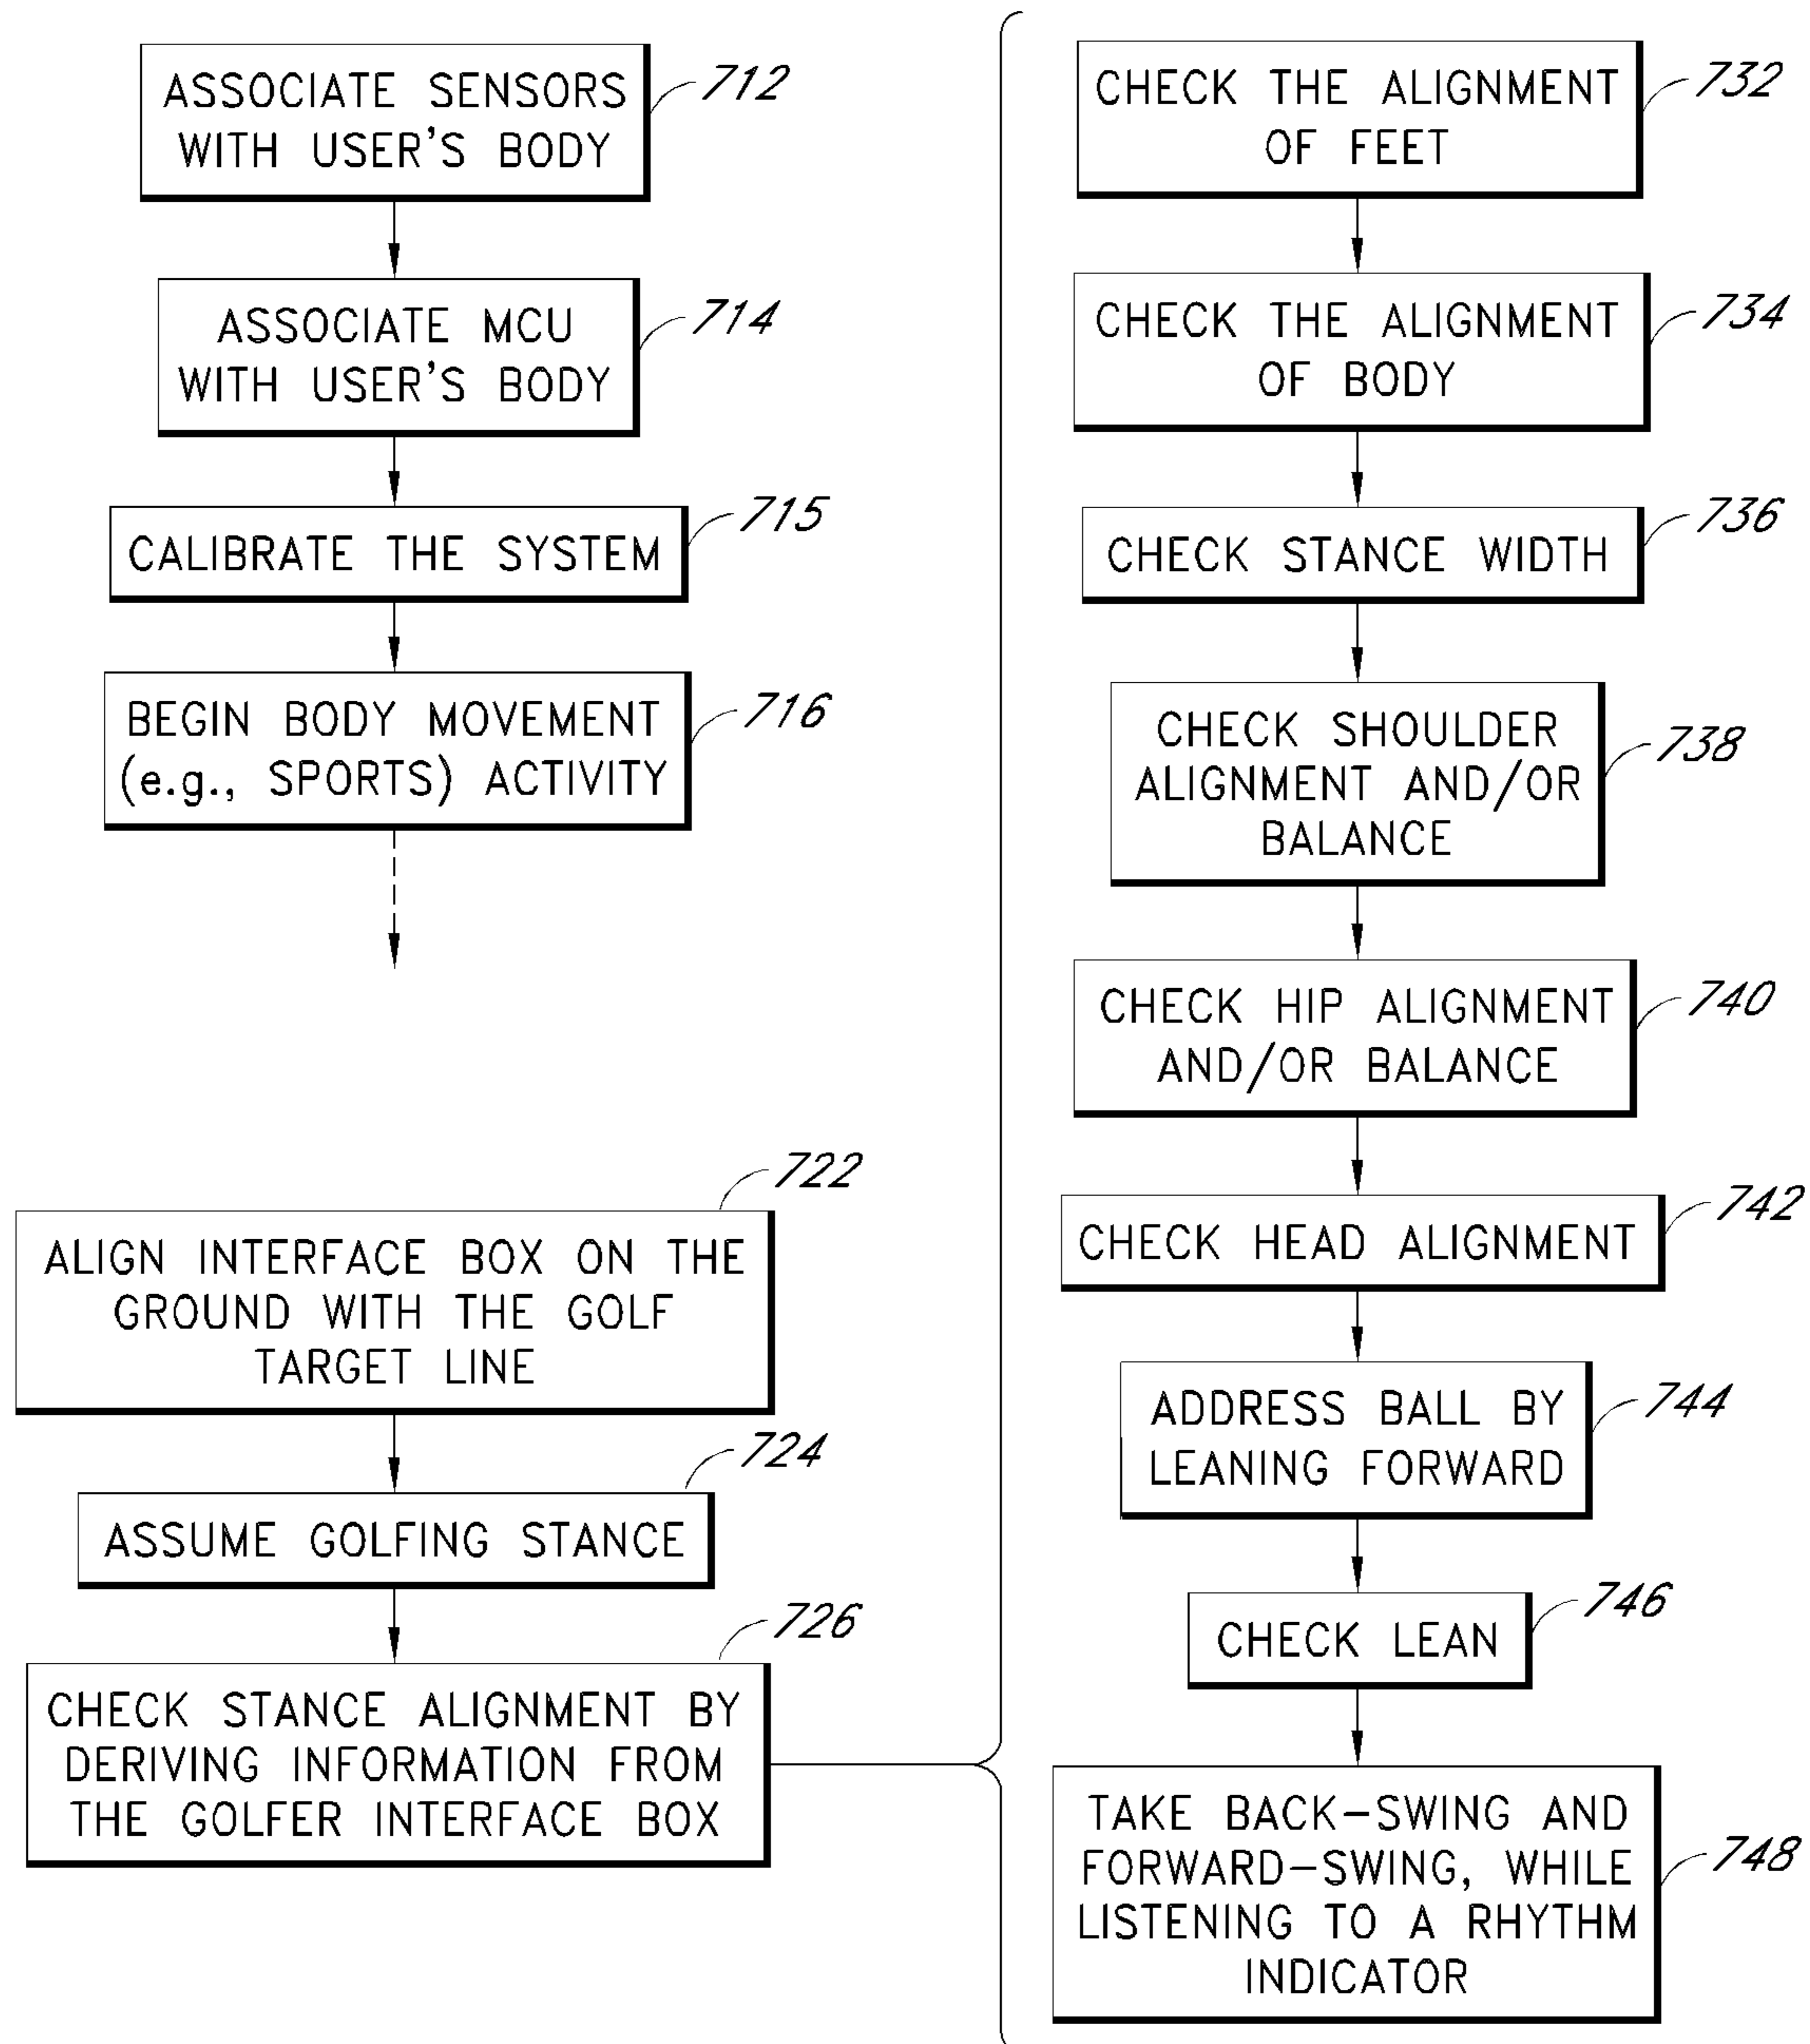 ASSOCIATE SENSORS
WITH USER'S BODY
712
ASSOCIATE MCU
WITH USER'S BODY
714
CALIBRATE THE SYSTEM
715
BEGIN BODY MOVEMENT
(e.g., SPORTS) ACTIVITY
716
722
ALIGN INTERFACE BOX ON THE
GROUND WITH THE GOLF
TARGET LINE
724
ASSUME GOLFING STANCE
726
CHECK STANCE ALIGNMENT BY
DERIVING INFORMATION FROM
THE GOLFER INTERFACE BOX
CHECK THE ALIGNMENT
OF FEET
732
CHECK THE ALIGNMENT
OF BODY
734
CHECK STANCE WIDTH
736
CHECK SHOULDER
ALIGNMENT AND/OR
BALANCE
738
CHECK HIP ALIGNMENT
AND/OR BALANCE
740
CHECK HEAD ALIGNMENT
742
ADDRESS BALL BY
LEANING FORWARD
744
CHECK LEAN
746
TAKE BACK-SWING AND
FORWARD-SWING, WHILE
LISTENING TO A RHYTHM
INDICATOR
748